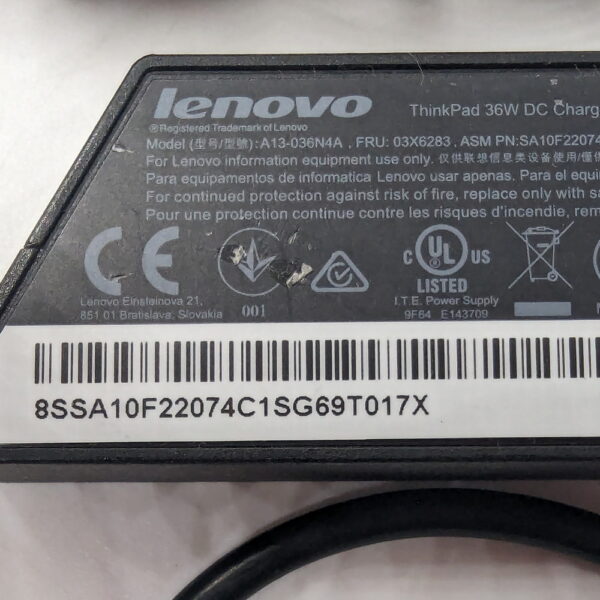 lenovo
ThinkPad 36W DC Charg
®Registered Trademark of Lenovo
Model (型号/型號):A13-036N4A , FRU: 03X6283 , ASM PN:SA10F22074
For Lenovo information equipment use only. 仅供联想信息类设备使用/僅供
Para equipamentos de informatica Lenovo usar apenas. Para el equi
For continued protection against risk of fire, replace only with sa
Pour une protection continue contre les risques d'incendie, rem
CE
Lenovo Einsteinova 21,
851 01 Bratislava, Slovakia
001
C UL US
LISTED
I.T.E. Power Supply
9F64 E143709
8SSA10F22074C1SG69T017X